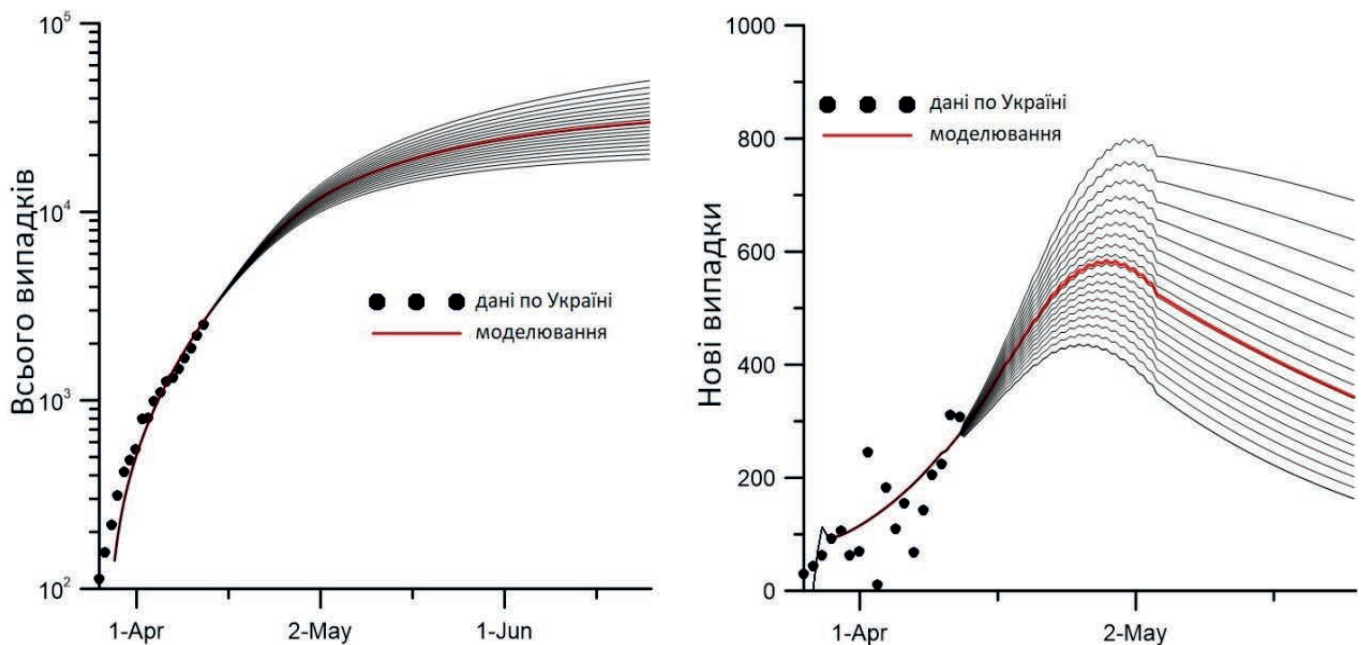 10^5
10^4
10^3
10^2
Всього випадків
дані по Україні
моделювання
1-Apr
2-May
1-Jun
1000
800
600
400
200
0
Нові випадки
дані по Україні
моделювання
1-Apr
2-May